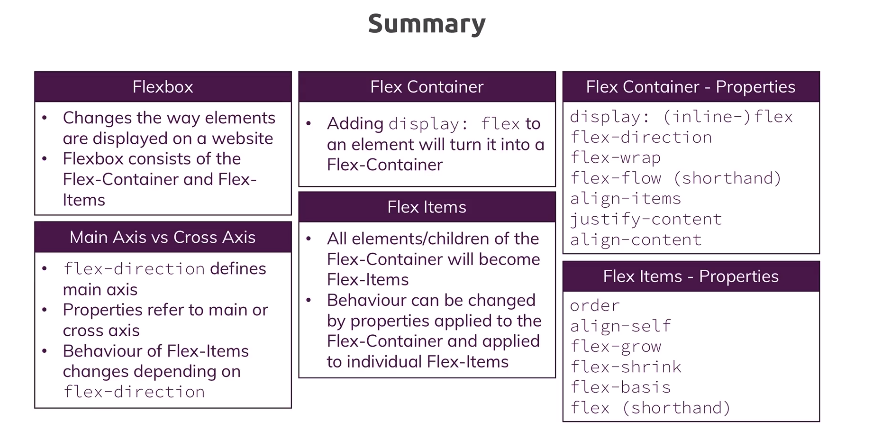 Summary
Flexbox
• Changes the way elements
are displayed on a website
• Flexbox consists of the
Flex-Container and Flex-
Items
Main Axis vs Cross Axis
• flex-direction defines
main axis
• Properties refer to main or
cross axis
• Behaviour of Flex-Items
changes depending on
flex-direction
Flex Container
• Adding display: flex to
an element will turn it into a
Flex-Container
Flex Items
• All elements/children of the
Flex-Container will become
Flex-Items
• Behaviour can be changed
by properties applied to the
Flex-Container and applied
to individual Flex-Items
Flex Container - Properties
display: (inline-)flex
flex-direction
flex-wrap
flex-flow (shorthand)
align-items
justify-content
align-content
Flex Items - Properties
order
align-self
flex-grow
flex-shrink
flex-basis
flex (shorthand)